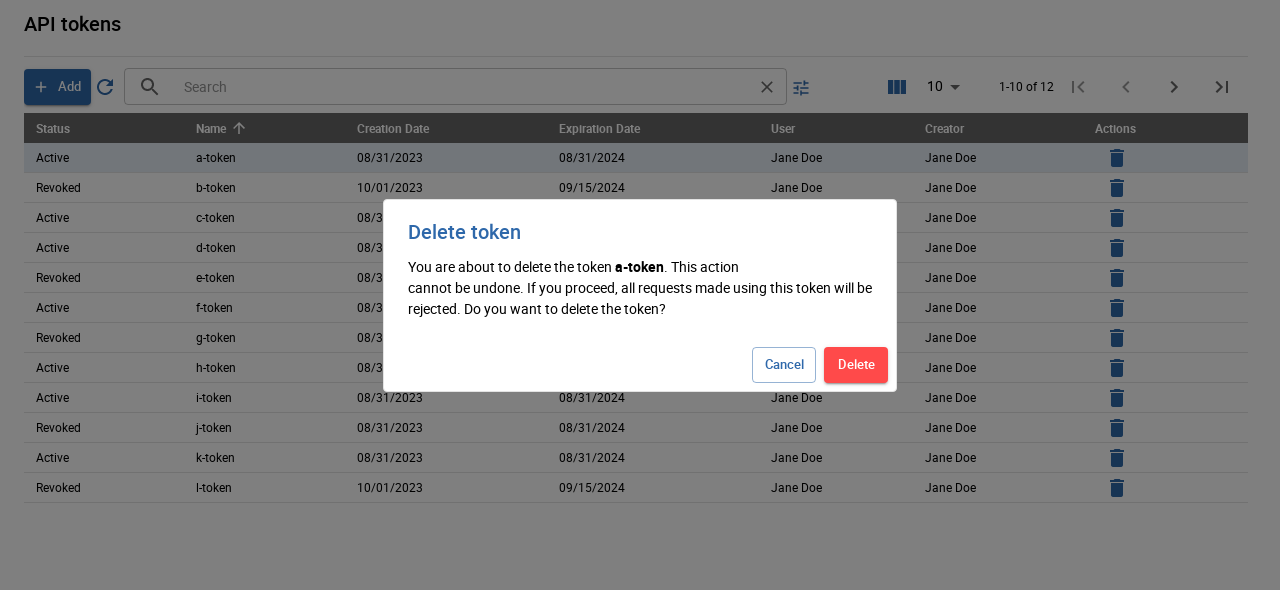 API tokens
Add
Search
10
1-10 of 12
Status Name Creation Date Expiration Date User Creator Actions
Active a-token 08/31/2023 08/31/2024 Jane Doe Jane Doe
Revoked b-token 10/01/2023 09/15/2024 Jane Doe Jane Doe
Active c-token 08/3 Jane Doe
Active d-token 08/3 Jane Doe
Revoked e-token 08/3 Jane Doe
Active f-token 08/3 Jane Doe
Revoked g-token 08/3 Jane Doe
Active h-token 08/3 Jane Doe
Active i-token 08/31/2023 08/31/2024 Jane Doe Jane Doe
Revoked j-token 08/31/2023 08/31/2024 Jane Doe Jane Doe
Active k-token 08/31/2023 08/31/2024 Jane Doe Jane Doe
Revoked l-token 10/01/2023 09/15/2024 Jane Doe Jane Doe
Delete token
You are about to delete the token a-token. This action
cannot be undone. If you proceed, all requests made using this token will be
rejected. Do you want to delete the token?
Cancel Delete